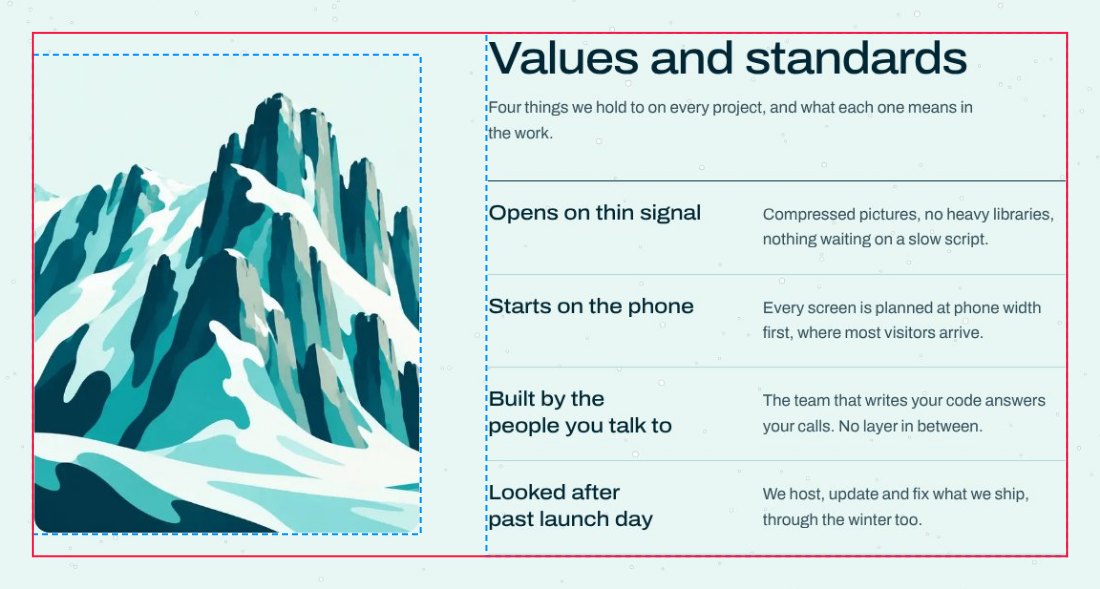 Values and standards
Four things we hold to on every project, and what each one means in
the work.
Opens on thin signal
Compressed pictures, no heavy libraries,
nothing waiting on a slow script.
Starts on the phone
Every screen is planned at phone width
first, where most visitors arrive.
Built by the
people you talk to
The team that writes your code answers
your calls. No layer in between.
Looked after
past launch day
We host, update and fix what we ship,
through the winter too.